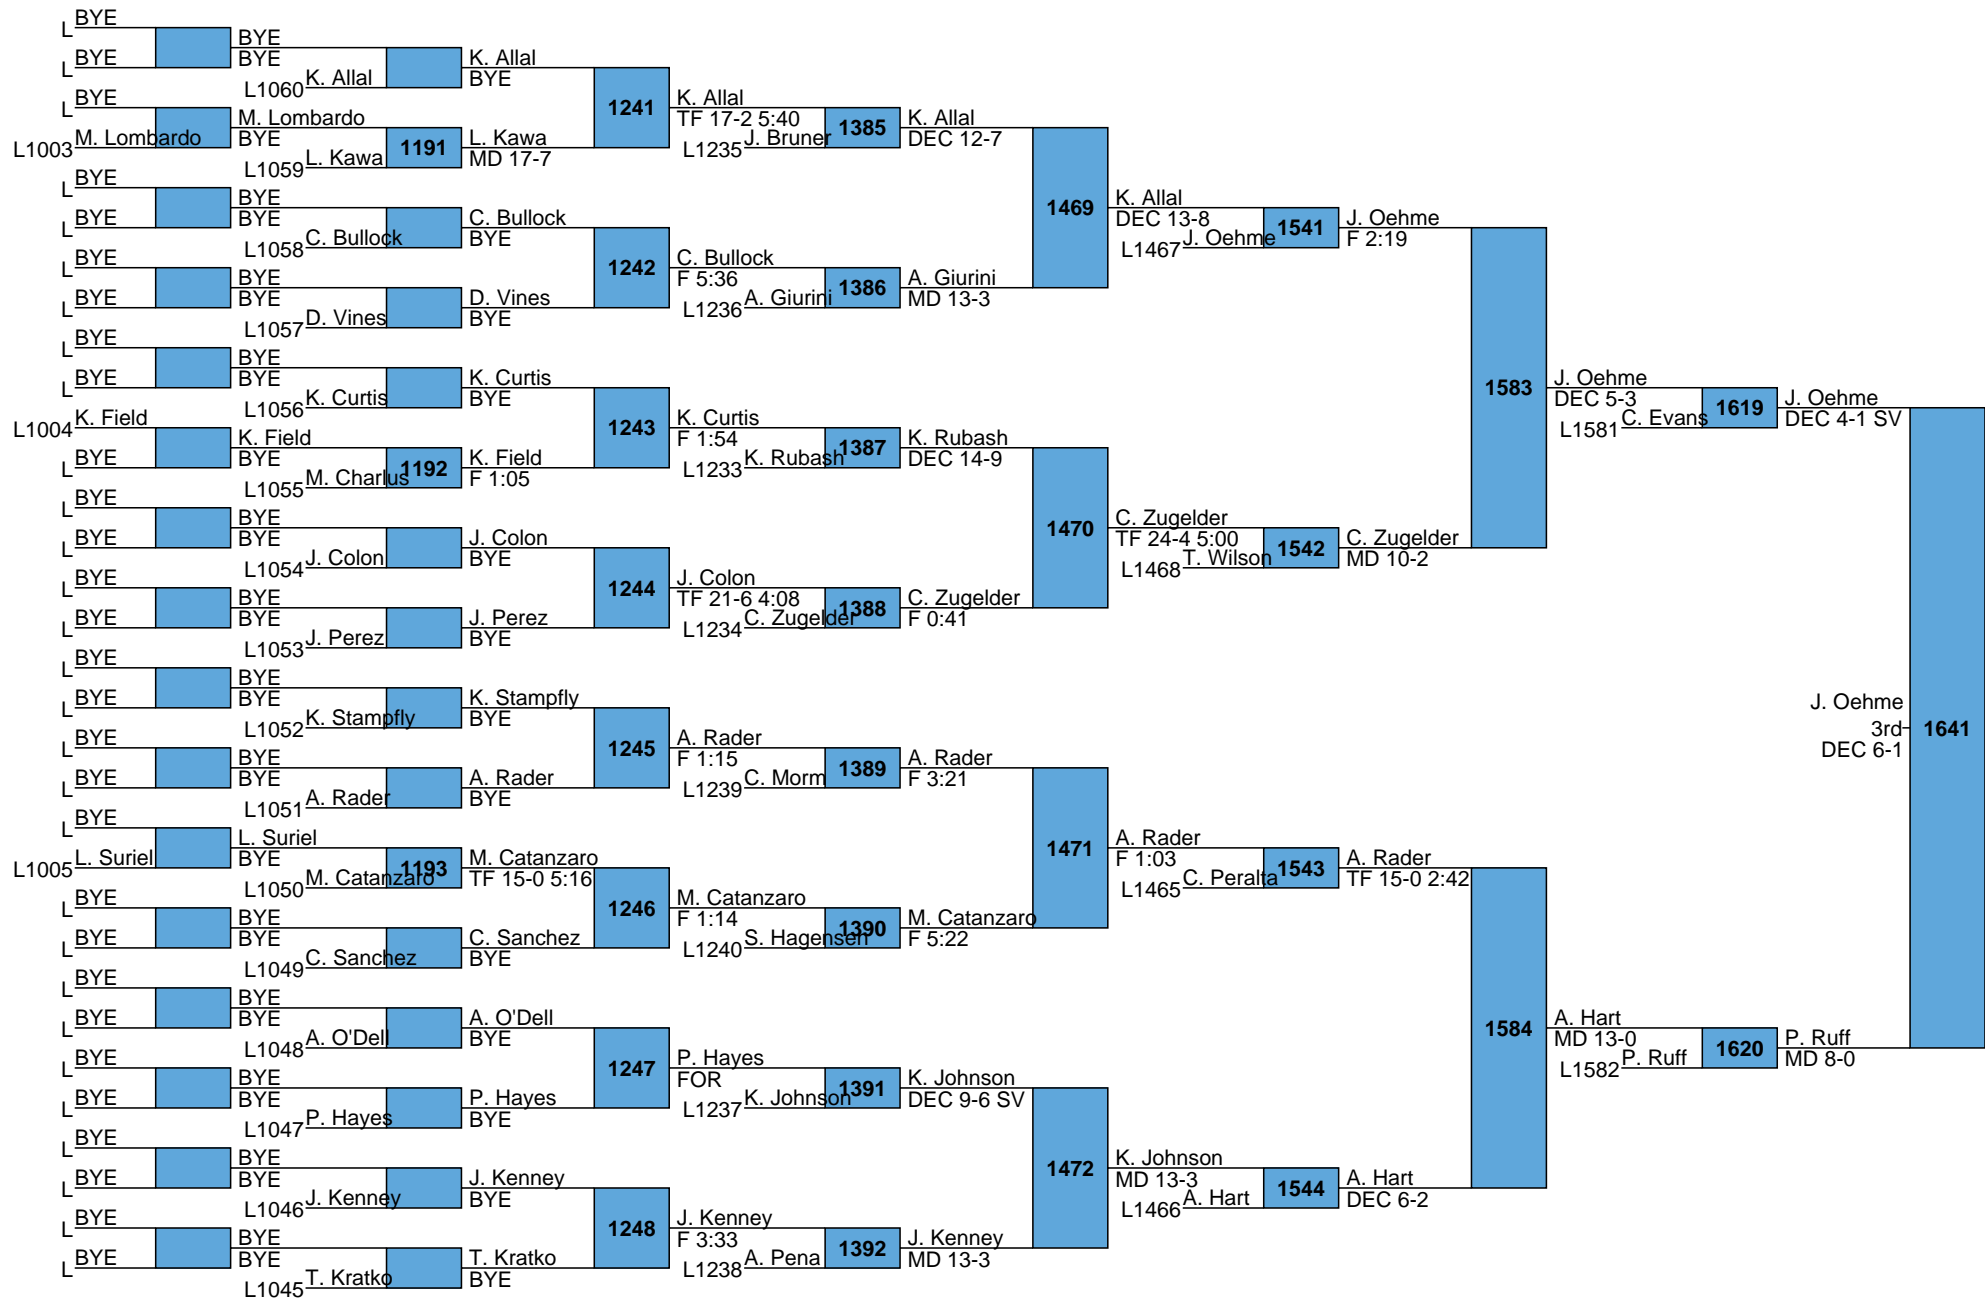 BYE
L
BYE
BYE
BYE
L
K. Allal
L1060
K. Allal
BYE
1241
K. Allal
TF 17-2 5:40
BYE
L
M. Lombardo
L1003
M. Lombardo
BYE
L. Kawa
L1059
1191
L. Kawa
MD 17-7
J. Bruner
L1235
1385
K. Allal
DEC 12-7
BYE
L
BYE
L
BYE
BYE
C. Bullock
L1058
C. Bullock
BYE
1242
C. Bullock
F 5:36
BYE
L
BYE
L
BYE
BYE
D. Vines
L1057
D. Vines
BYE
A. Giurini
L1236
1386
A. Giurini
MD 13-3
1469
K. Allal
DEC 13-8
J. Oehme
L1467
1541
J. Oehme
F 2:19
BYE
L
BYE
L
BYE
BYE
K. Curtis
L1056
K. Curtis
BYE
1243
K. Curtis
F 1:54
K. Field
L1004
BYE
L
K. Field
BYE
M. Charlus
L1055
1192
K. Field
F 1:05
K. Rubash
L1233
1387
K. Rubash
DEC 14-9
BYE
L
BYE
L
BYE
BYE
J. Colon
L1054
J. Colon
BYE
1244
J. Colon
TF 21-6 4:08
BYE
L
BYE
L
BYE
BYE
J. Perez
L1053
J. Perez
BYE
C. Zugelder
L1234
1388
C. Zugelder
F 0:41
1470
C. Zugelder
TF 24-4 5:00
T. Wilson
L1468
1542
C. Zugelder
MD 10-2
1583
J. Oehme
DEC 5-3
C. Evans
L1581
1619
J. Oehme
DEC 4-1 SV
BYE
L
BYE
L
BYE
BYE
K. Stampfly
L1052
K. Stampfly
BYE
1245
A. Rader
F 1:15
BYE
L
BYE
L
BYE
BYE
A. Rader
L1051
A. Rader
BYE
C. Morm
L1239
1389
A. Rader
F 3:21
J. Oehme
3rd
DEC 6-1
1641
BYE
L
L. Suriel
L1005
L. Suriel
BYE
M. Catanzaro
L1050
1193
M. Catanzaro
TF 15-0 5:16
1246
M. Catanzaro
F 1:14
BYE
L
BYE
L
BYE
BYE
C. Sanchez
L1049
C. Sanchez
BYE
S. Hagensen
L1240
1390
M. Catanzaro
F 5:22
1471
A. Rader
F 1:03
C. Peralta
L1465
1543
A. Rader
TF 15-0 2:42
BYE
L
BYE
L
BYE
BYE
A. O'Dell
L1048
A. O'Dell
BYE
1247
P. Hayes
FOR
BYE
L
BYE
L
BYE
BYE
P. Hayes
L1047
P. Hayes
BYE
K. Johnson
L1237
1391
K. Johnson
DEC 9-6 SV
BYE
L
BYE
L
BYE
BYE
J. Kenney
L1046
J. Kenney
BYE
1248
J. Kenney
F 3:33
BYE
L
BYE
L
BYE
BYE
T. Kratko
L1045
T. Kratko
BYE
A. Pena
L1238
1392
J. Kenney
MD 13-3
1472
K. Johnson
MD 13-3
A. Hart
L1466
1544
A. Hart
DEC 6-2
1584
A. Hart
MD 13-0
P. Ruff
L1582
1620
P. Ruff
MD 8-0